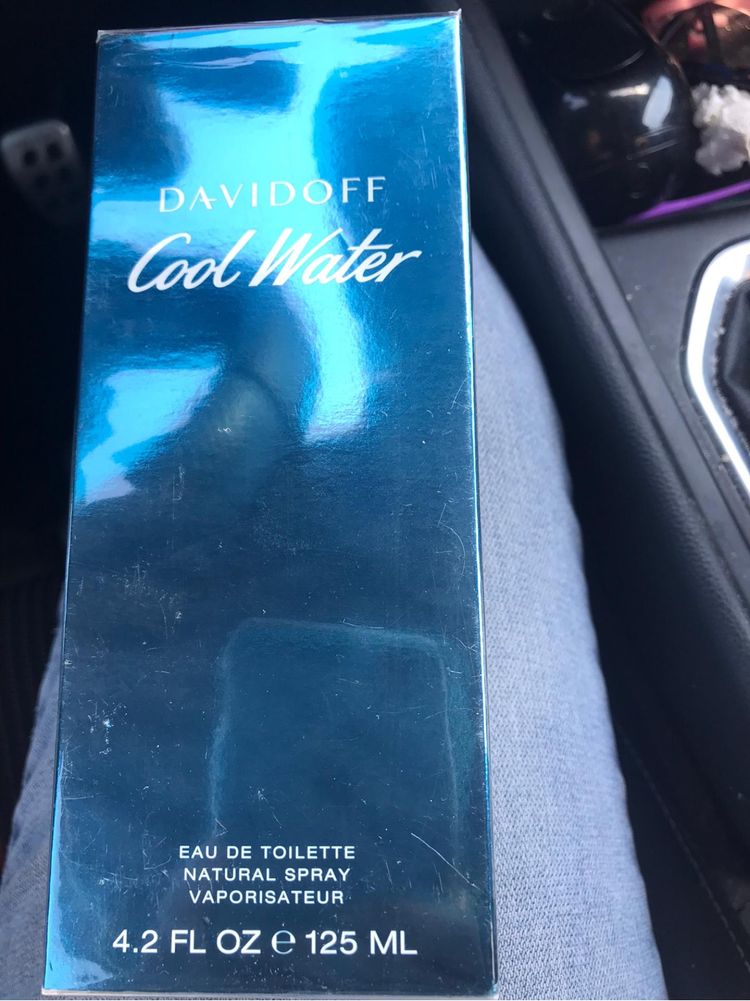 DAVIDOFF
Cool Water
EAU DE TOILETTE
NATURAL SPRAY
VAPORISATEUR
4.2 FL OZ ℮ 125 ML